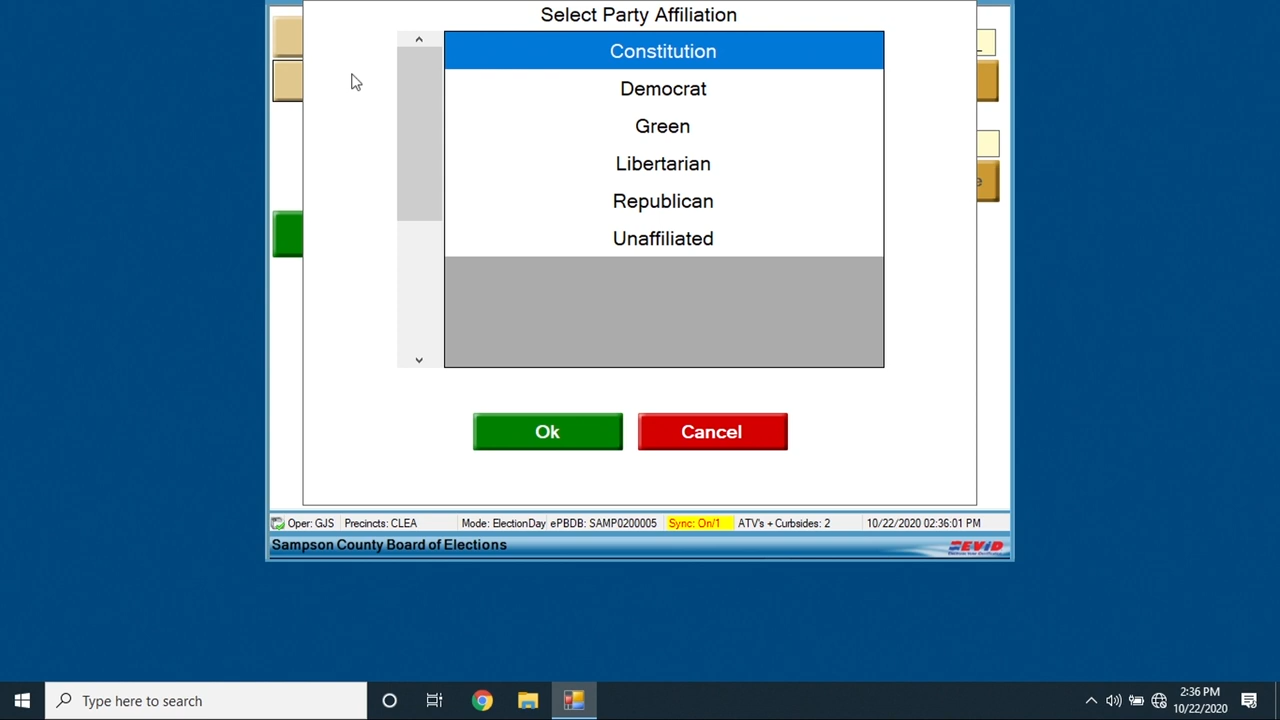 Select Party Affiliation
Constitution
Democrat
Green
Libertarian
Republican
Unaffiliated
Ok
Cancel
Oper: GJS Precincts: CLEA Mode: ElectionDay ePBDB: SAMP0200005 Sync: On/1 ATV's + Curbsides: 2 10/22/2020 02:36:01 PM
Sampson County Board of Elections EViD
Type here to search
2:36 PM
10/22/2020